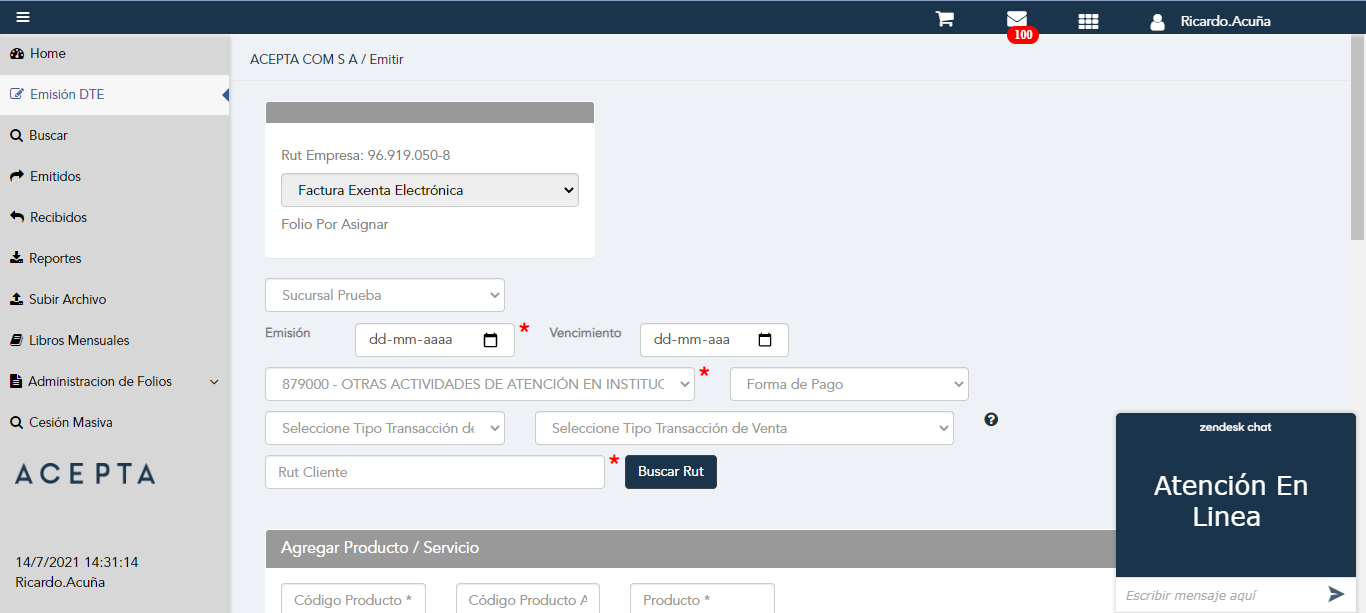 Ricardo.Acuña
100
Home
Emisión DTE
Buscar
Emitidos
Recibidos
Reportes
Subir Archivo
Libros Mensuales
Administracion de Folios
Cesión Masiva
ACEPTA
14/7/2021 14:31:14
Ricardo.Acuña
ACEPTA COM S A / Emitir
Rut Empresa: 96.919.050-8
Factura Exenta Electrónica
Folio Por Asignar
Sucursal Prueba
Emisión dd-mm-aaaa * Vencimiento dd-mm-aaa
879000 - OTRAS ACTIVIDADES DE ATENCIÓN EN INSTITUC * Forma de Pago
Seleccione Tipo Transacción de Seleccione Tipo Transacción de Venta ?
Rut Cliente * Buscar Rut
Agregar Producto / Servicio
Código Producto * Código Producto A Producto *
zendesk chat
Atención En
Linea
Escribir mensaje aquí